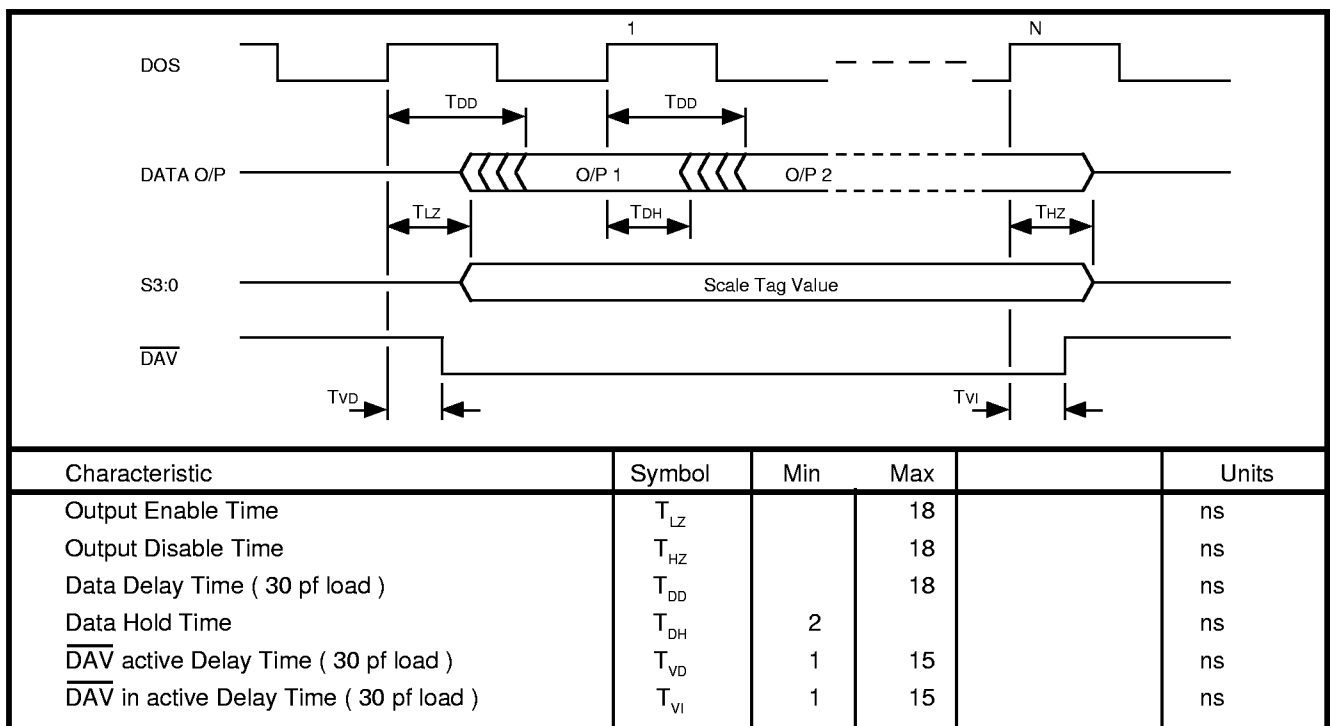 1 N
DOS
TDD TDD
DATA O/P O/P 1 O/P 2
TLZ TDH THZ
S3:0 Scale Tag Value
DAV
TVD TVI
Characteristic Symbol Min Max Units
Output Enable Time TLZ 18 ns
Output Disable Time THZ 18 ns
Data Delay Time ( 30 pf load ) TDD 18 ns
Data Hold Time TDH 2 ns
DAV active Delay Time ( 30 pf load ) TVD 1 15 ns
DAV in active Delay Time ( 30 pf load ) TVI 1 15 ns